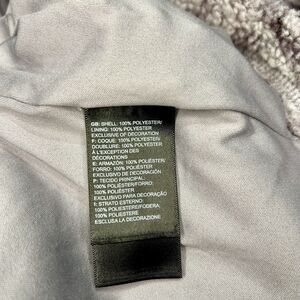 GB: SHELL: 100% POLYESTER/
LINING: 100% POLYESTER
EXCLUSIVE OF DECORATION
F: COQUE: 100% POLYESTER/
DOUBLURE: 100% POLYESTER
À L'EXCEPTION DES
DÉCORATIONS
E: ARMAZÓN: 100% POLIÉSTER/
FORRO: 100% POLIÉSTER
EXCLUSIVO DE DECORACIÓN
P: TECIDO PRINCIPAL:
100% POLIÉSTER/FORRO:
100% POLIÉSTER
EXCLUSIVO PARA DECORAÇÃO
I: STRATO ESTERNO:
100% POLIESTERE/FODERA:
100% POLIESTERE
ESCLUSA LA DECORAZIONE